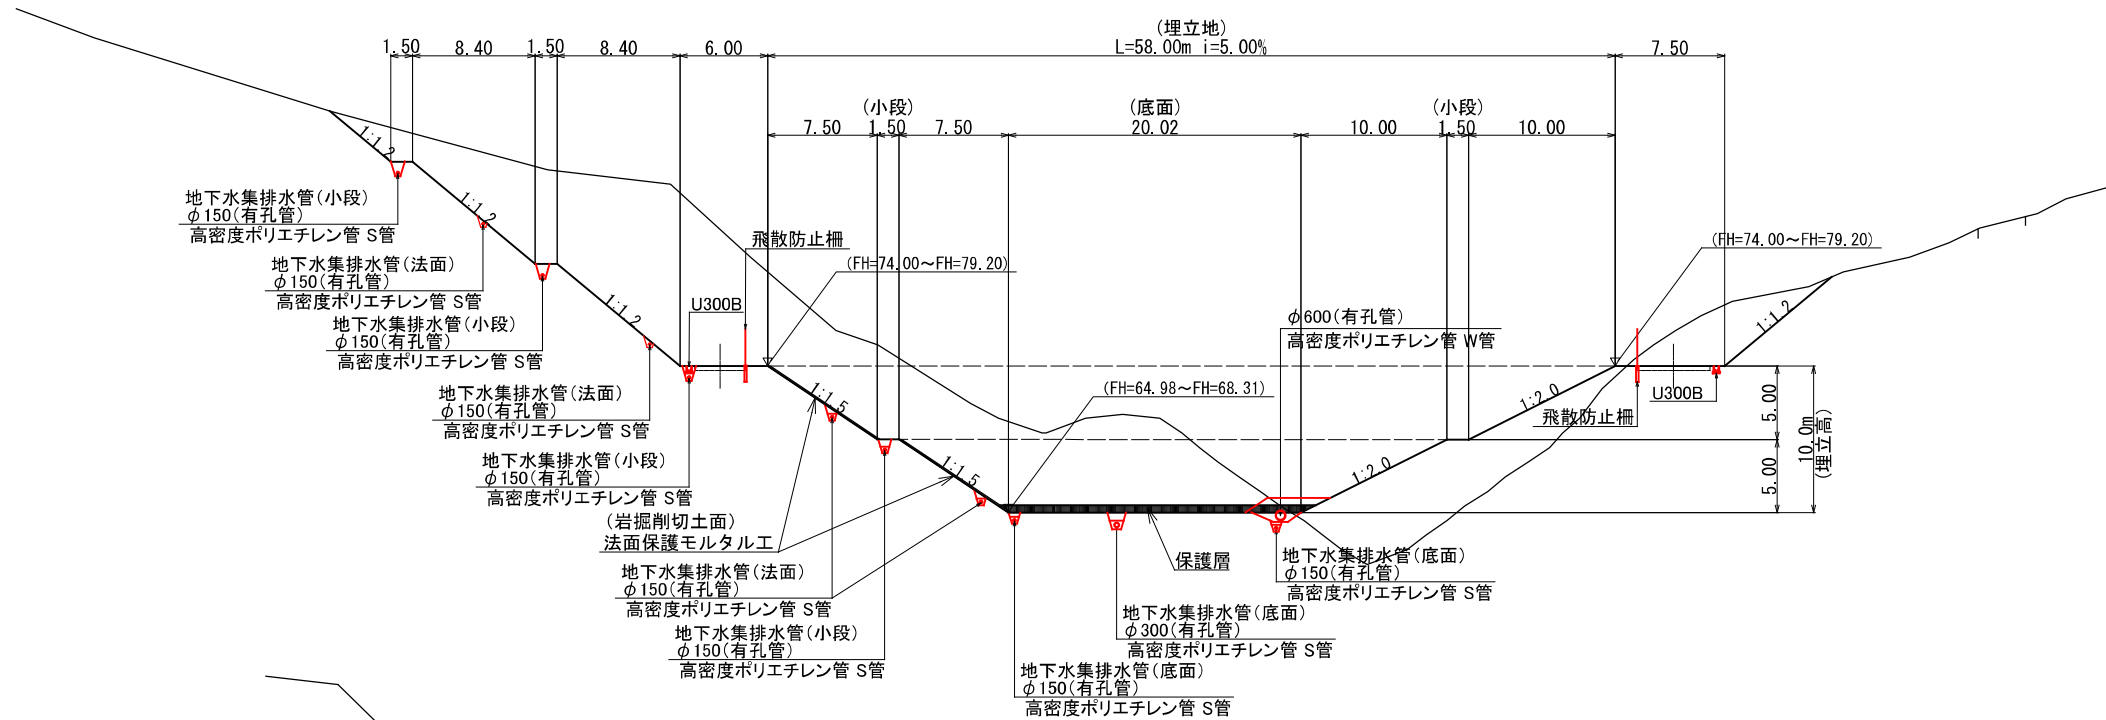 (埋立地)
1.50 8.40 1.50 8.40 6.00 L=58.00m i=5.00% 7.50
(小段) (底面) (小段)
7.50 1.50 7.50 20.02 10.00 1.50 10.00
1:1.2
地下水集排水管(小段)
φ150(有孔管)
高密度ポリエチレン管 S管
1:1.2
地下水集排水管(法面)
φ150(有孔管)
高密度ポリエチレン管 S管
地下水集排水管(小段)
φ150(有孔管)
高密度ポリエチレン管 S管
1:1.2
U300B
飛散防止柵
(FH=74.00～FH=79.20)
(FH=74.00～FH=79.20)
φ600(有孔管)
高密度ポリエチレン管 W管
1:1.2
地下水集排水管(法面)
φ150(有孔管)
高密度ポリエチレン管 S管
1:1.5
(FH=64.98～FH=68.31)
1:2.0
飛散防止柵
U300B
5.00
10.0m
(埋立高)
5.00
地下水集排水管(小段)
φ150(有孔管)
高密度ポリエチレン管 S管
1:1.5
1:2.0
(岩掘削切土面)
法面保護モルタル工
保護層
地下水集排水管(底面)
φ150(有孔管)
高密度ポリエチレン管 S管
地下水集排水管(法面)
φ150(有孔管)
高密度ポリエチレン管 S管
地下水集排水管(底面)
φ300(有孔管)
高密度ポリエチレン管 S管
地下水集排水管(小段)
φ150(有孔管)
高密度ポリエチレン管 S管
地下水集排水管(底面)
φ150(有孔管)
高密度ポリエチレン管 S管